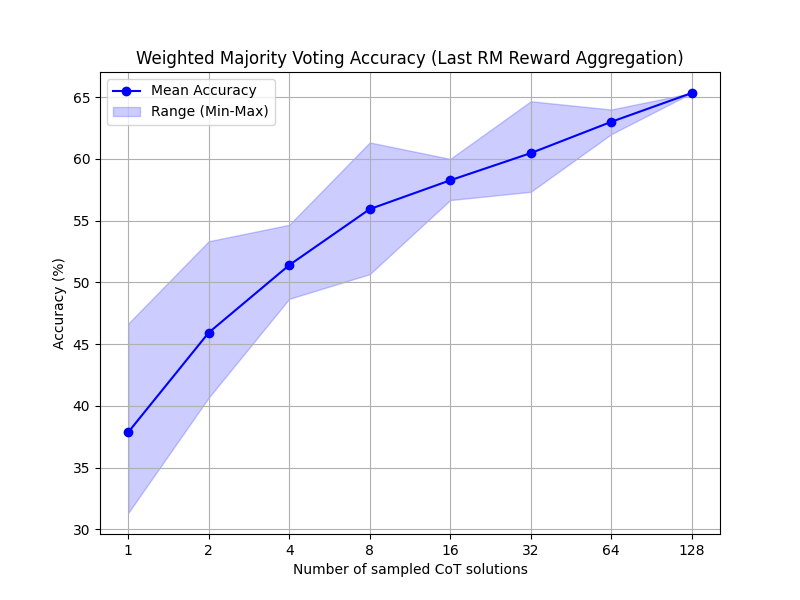 Weighted Majority Voting Accuracy (Last RM Reward Aggregation)
Mean Accuracy
Range (Min-Max)
65
60
55
50
45
40
35
30
Accuracy (%)
1 2 4 8 16 32 64 128
Number of sampled CoT solutions